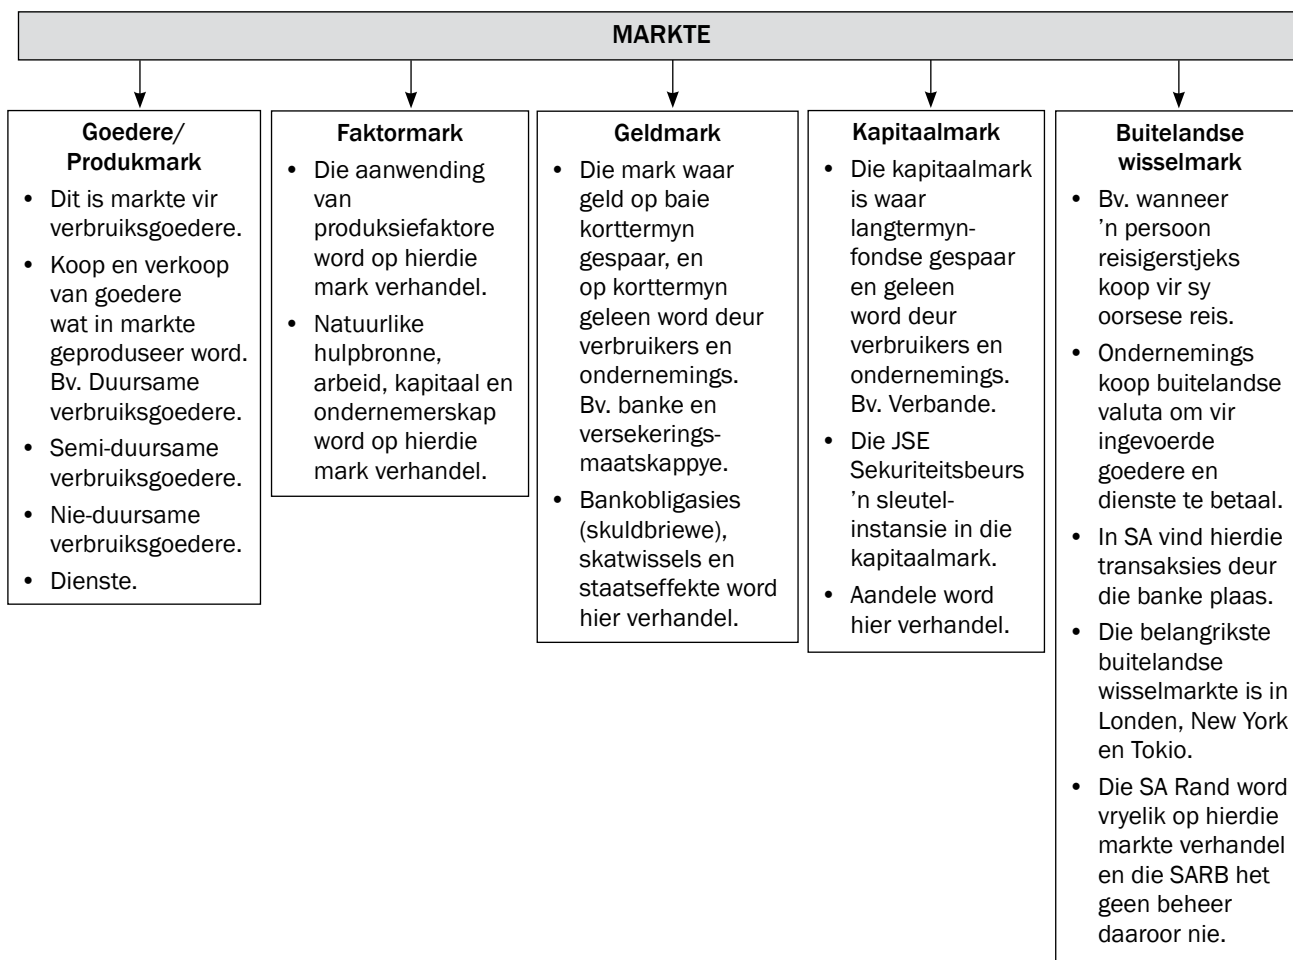 MARKTE
Goedere/
Produkmark
• Dit is markte vir
verbruiksgoedere.
• Koop en verkoop
van goedere
wat in markte
geproduseer word.
Bv. Duursame
verbruiksgoedere.
• Semi-duursame
verbruiksgoedere.
• Nie-duursame
verbruiksgoedere.
• Dienste.
Faktormark
• Die aanwending
van
produksiefaktore
word op hierdie
mark verhandel.
• Natuurlike
hulpbronne,
arbeid, kapitaal en
ondernemerskap
word op hierdie
mark verhandel.
Geldmark
• Die mark waar
geld op baie
korttermyn
gespaar, en
op korttermyn
geleen word deur
verbruikers en
ondernemings.
Bv. banke en
versekerings-
maatskappye.
• Bankobligasies
(skuldbriewe),
skatwissels en
staatseffekte word
hier verhandel.
Kapitaalmark
• Die kapitaalmark
is waar
langtermyn-
fondse gespaar
en geleen
word deur
verbruikers en
ondernemings.
Bv. Verbande.
• Die JSE
Sekuriteitsbeurs
’n sleutel-
instansie in die
kapitaalmark.
• Aandele word
hier verhandel.
Buitelandse
wisselmark
• Bv. wanneer
’n persoon
reisigerstjeks
koop vir sy
oorsese reis.
• Ondernemings
koop buitelandse
valuta om vir
ingevoerde
goedere en
dienste te betaal.
• In SA vind hierdie
transaksies deur
die banke plaas.
• Die belangrikste
buitelandse
wisselmarkte is in
Londen, New York
en Tokio.
• Die SA Rand word
vryelik op hierdie
markte verhandel
en die SARB het
geen beheer
daaroor nie.